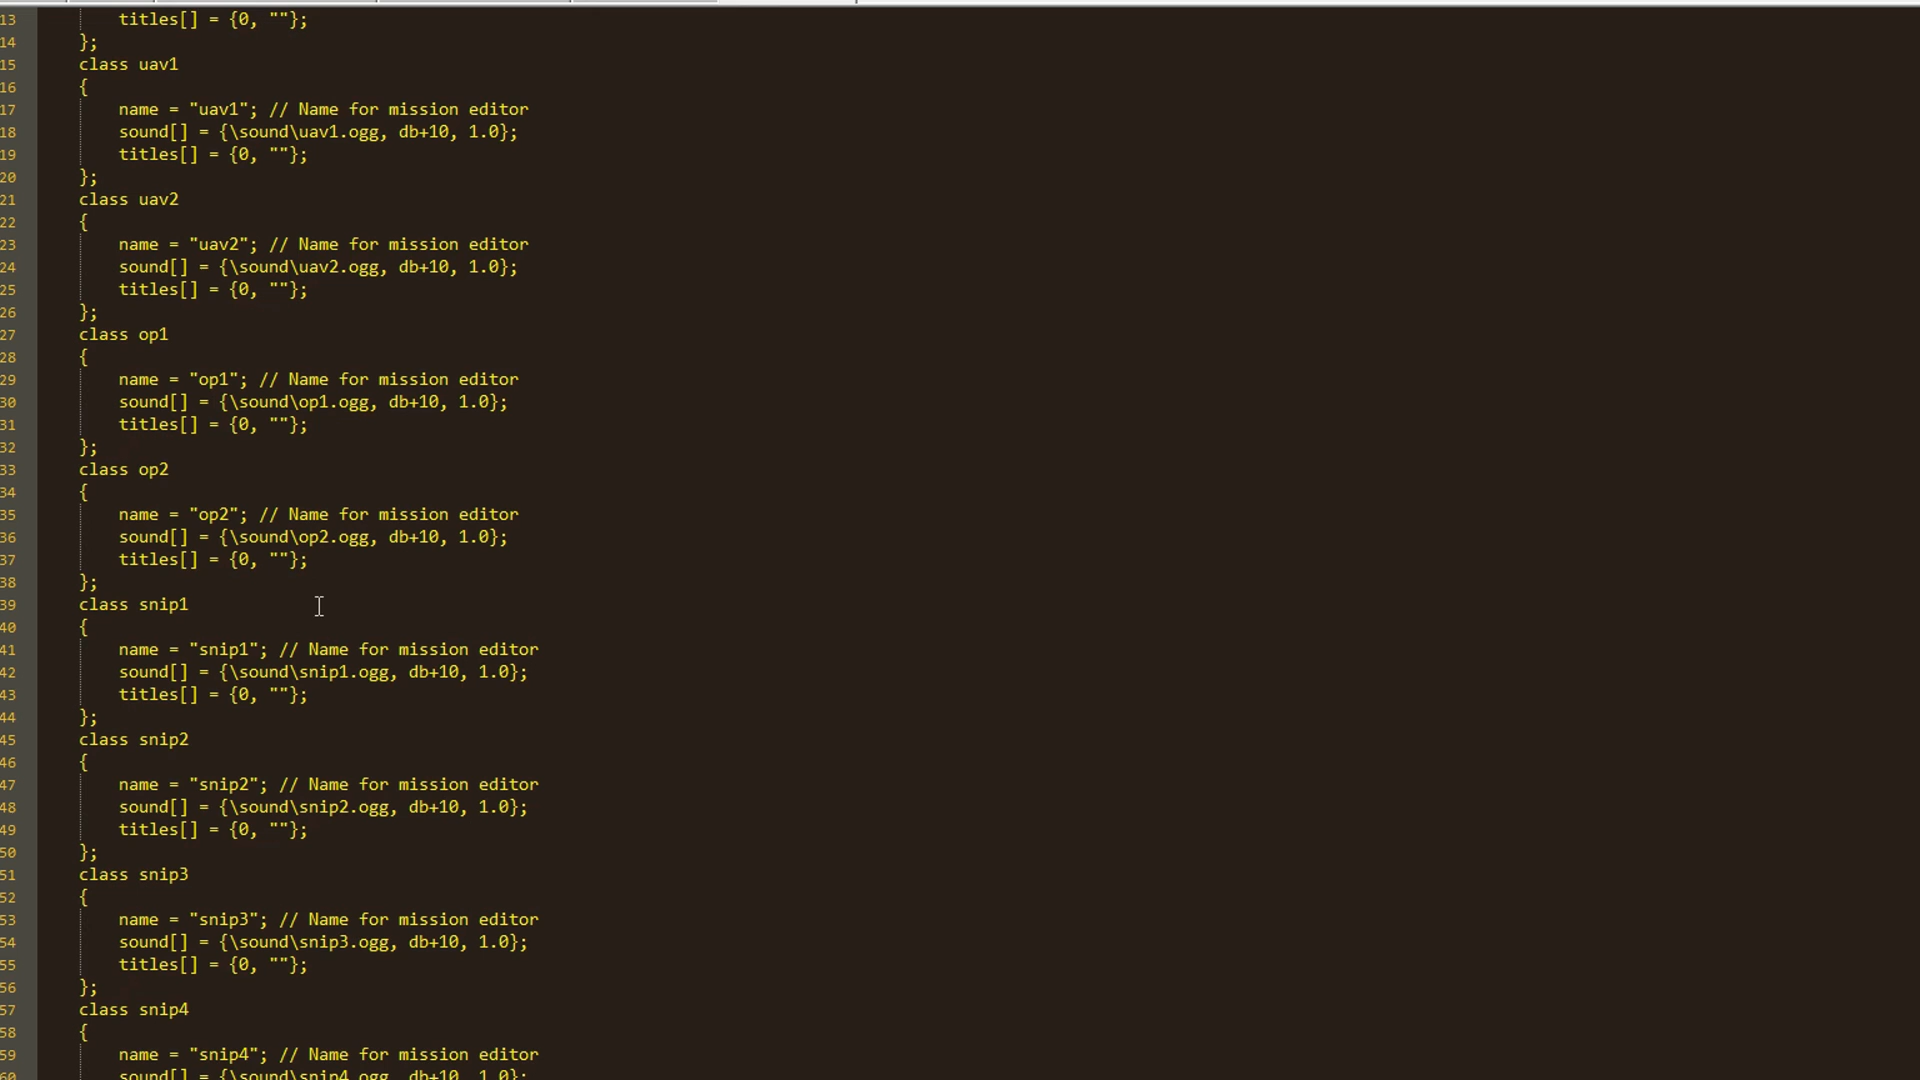 13 titles[] = {0, ""};
14 };
15 class uav1
16 {
17 name = "uav1"; // Name for mission editor
18 sound[] = {\sound\uav1.ogg, db+10, 1.0};
19 titles[] = {0, ""};
20 };
21 class uav2
22 {
23 name = "uav2"; // Name for mission editor
24 sound[] = {\sound\uav2.ogg, db+10, 1.0};
25 titles[] = {0, ""};
26 };
27 class op1
28 {
29 name = "op1"; // Name for mission editor
30 sound[] = {\sound\op1.ogg, db+10, 1.0};
31 titles[] = {0, ""};
32 };
33 class op2
34 {
35 name = "op2"; // Name for mission editor
36 sound[] = {\sound\op2.ogg, db+10, 1.0};
37 titles[] = {0, ""};
38 };
39 class snip1
40 {
41 name = "snip1"; // Name for mission editor
42 sound[] = {\sound\snip1.ogg, db+10, 1.0};
43 titles[] = {0, ""};
44 };
45 class snip2
46 {
47 name = "snip2"; // Name for mission editor
48 sound[] = {\sound\snip2.ogg, db+10, 1.0};
49 titles[] = {0, ""};
50 };
51 class snip3
52 {
53 name = "snip3"; // Name for mission editor
54 sound[] = {\sound\snip3.ogg, db+10, 1.0};
55 titles[] = {0, ""};
56 };
57 class snip4
58 {
59 name = "snip4"; // Name for mission editor
60 sound[] = {\sound\snip4.ogg, db+10, 1.0};